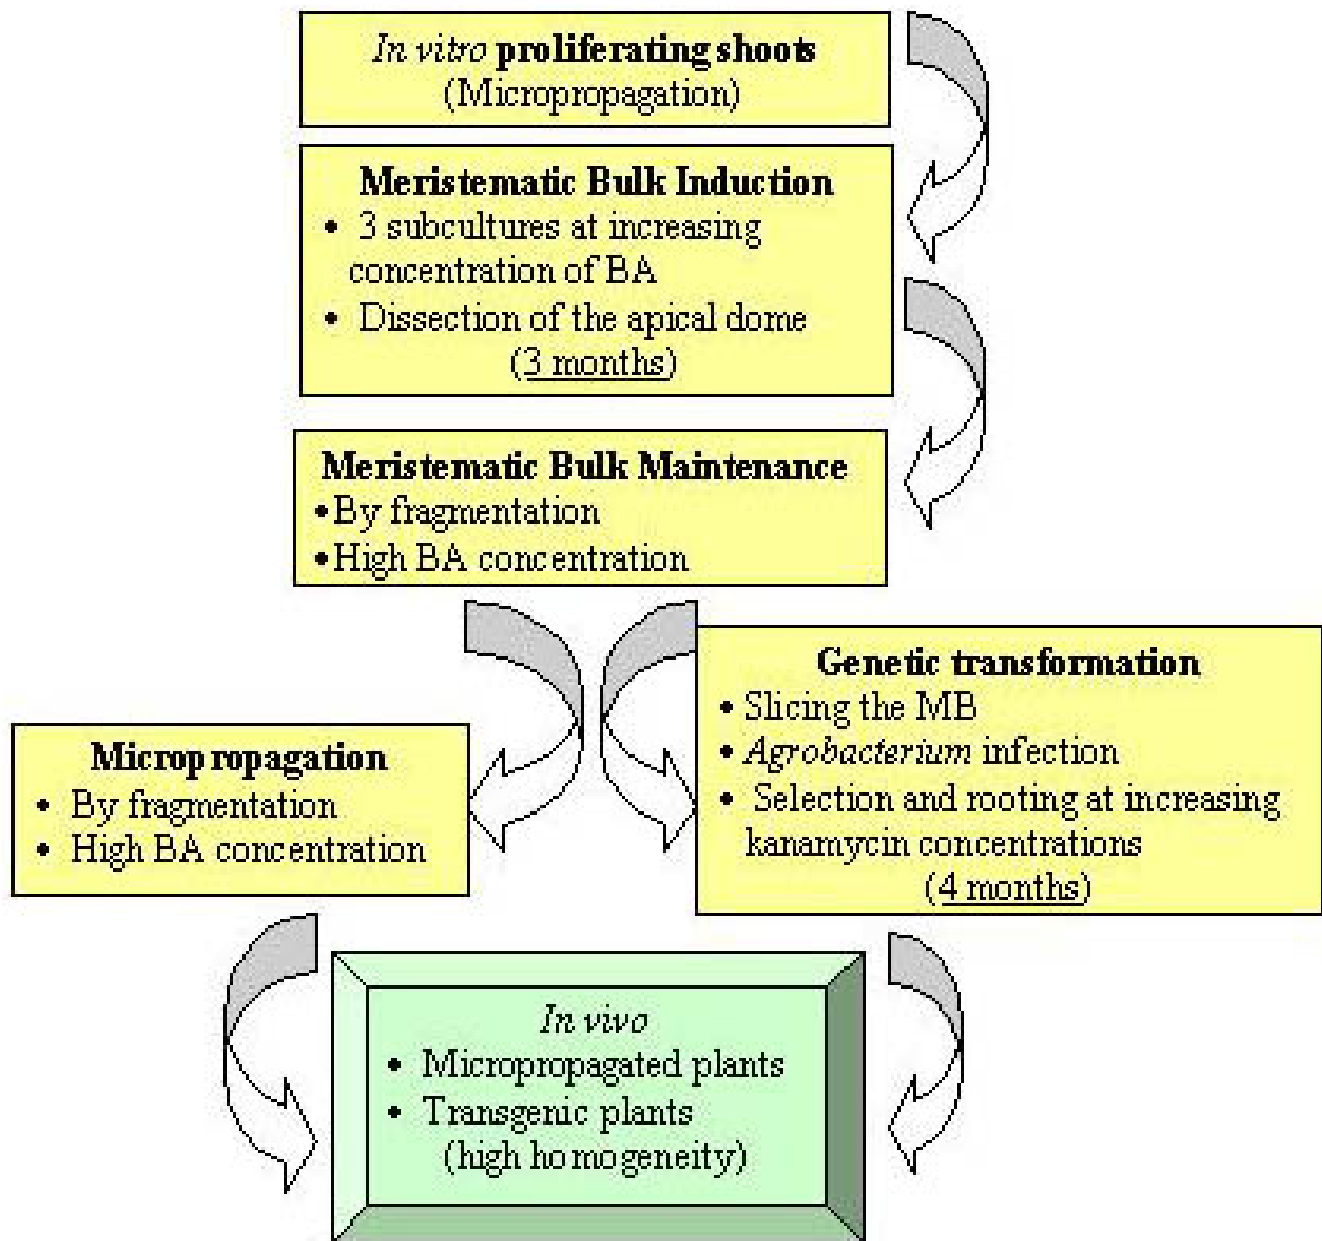 In vitro proliferating shoots
(Micropropagation)
Meristematic Bulk Induction
• 3 subcultures at increasing
concentration of BA
• Dissection of the apical dome
(3 months)
Meristematic Bulk Maintenance
• By fragmentation
• High BA concentration
Genetic transformation
• Slicing the MB
• Agrobacterium infection
• Selection and rooting at increasing
kanamycin concentrations
(4 months)
Micropropagation
• By fragmentation
• High BA concentration
In vivo
• Micropropagated plants
• Transgenic plants
(high homogeneity)